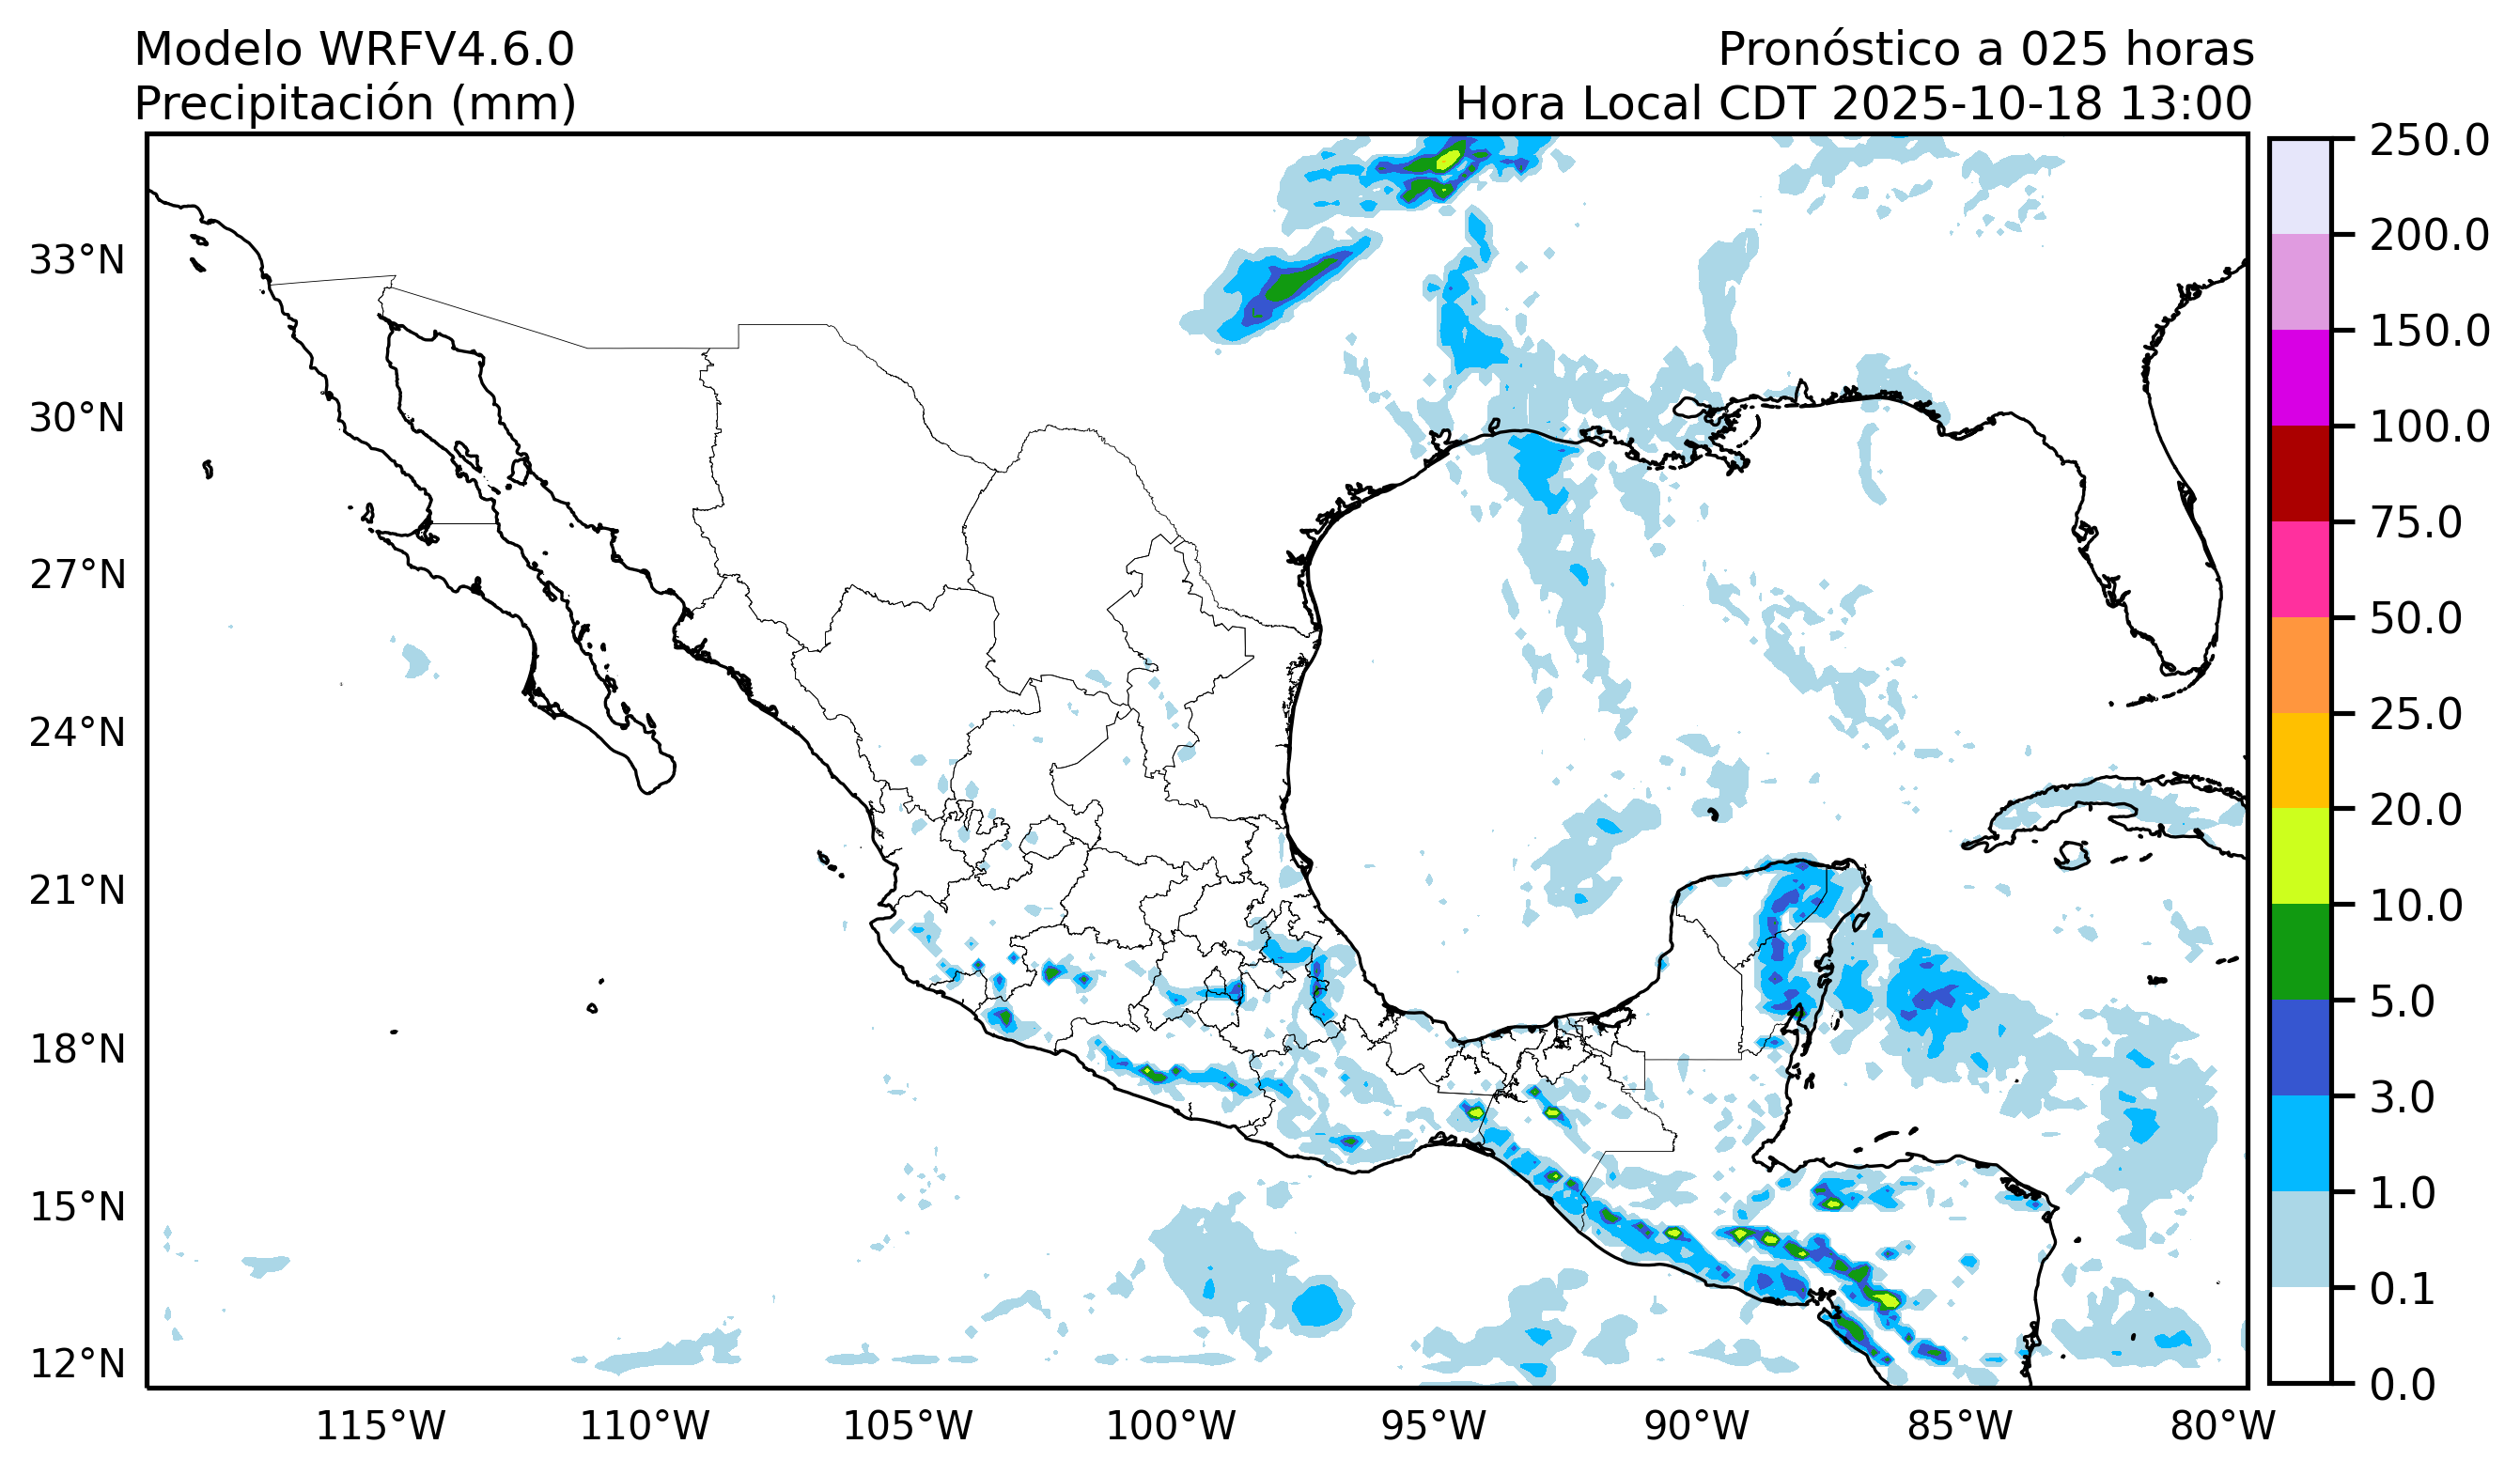 Modelo WRFV4.6.0
Pronóstico a 025 horas
Precipitación (mm)
Hora Local CDT 2025-10-18 13:00
33°N
30°N
27°N
24°N
21°N
18°N
15°N
12°N
115°W
110°W
105°W
100°W
95°W
90°W
85°W
80°W
250.0
200.0
150.0
100.0
75.0
50.0
25.0
20.0
10.0
5.0
3.0
1.0
0.1
0.0